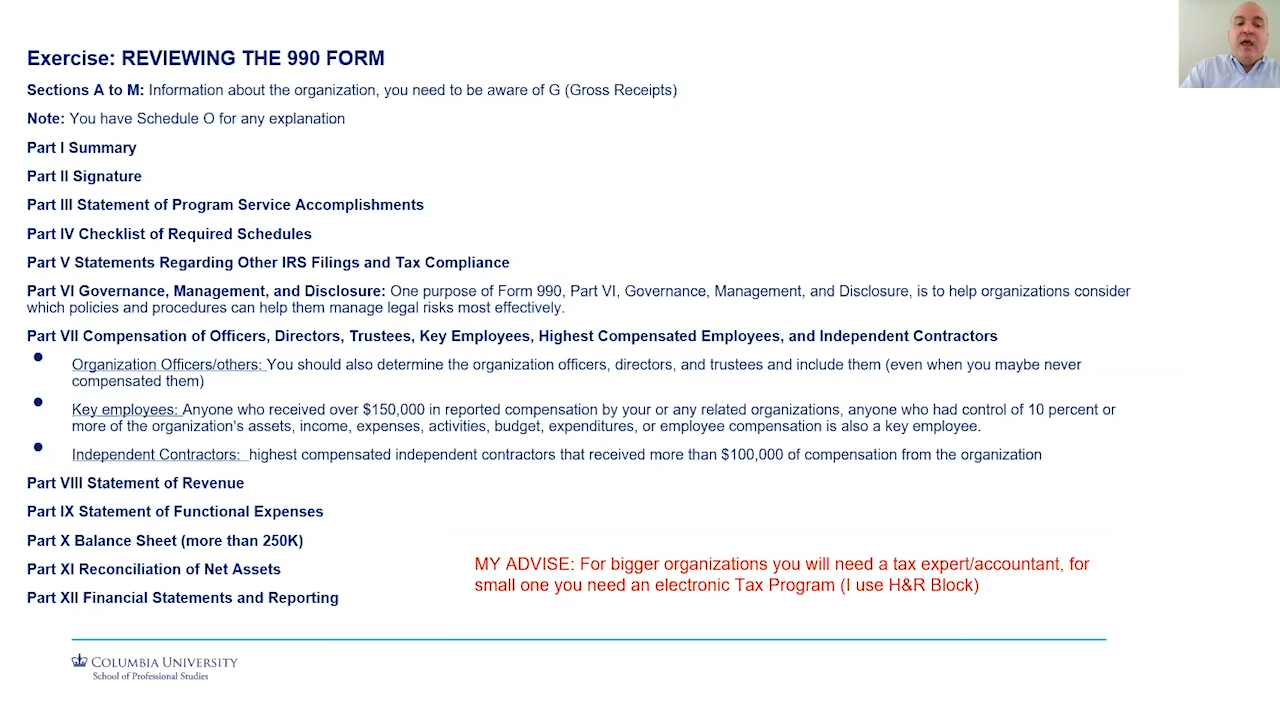 Exercise: REVIEWING THE 990 FORM
Sections A to M: Information about the organization, you need to be aware of G (Gross Receipts)
Note: You have Schedule O for any explanation
Part I Summary
Part II Signature
Part III Statement of Program Service Accomplishments
Part IV Checklist of Required Schedules
Part V Statements Regarding Other IRS Filings and Tax Compliance
Part VI Governance, Management, and Disclosure: One purpose of Form 990, Part VI, Governance, Management, and Disclosure, is to help organizations consider
which policies and procedures can help them manage legal risks most effectively.
Part VII Compensation of Officers, Directors, Trustees, Key Employees, Highest Compensated Employees, and Independent Contractors
• Organization Officers/others: You should also determine the organization officers, directors, and trustees and include them (even when you maybe never
compensated them)
• Key employees: Anyone who received over $150,000 in reported compensation by your or any related organizations, anyone who had control of 10 percent or
more of the organization's assets, income, expenses, activities, budget, expenditures, or employee compensation is also a key employee.
• Independent Contractors: highest compensated independent contractors that received more than $100,000 of compensation from the organization
Part VIII Statement of Revenue
Part IX Statement of Functional Expenses
Part X Balance Sheet (more than 250K)
Part XI Reconciliation of Net Assets
Part XII Financial Statements and Reporting
MY ADVISE: For bigger organizations you will need a tax expert/accountant, for
small one you need an electronic Tax Program (I use H&R Block)
COLUMBIA UNIVERSITY
School of Professional Studies